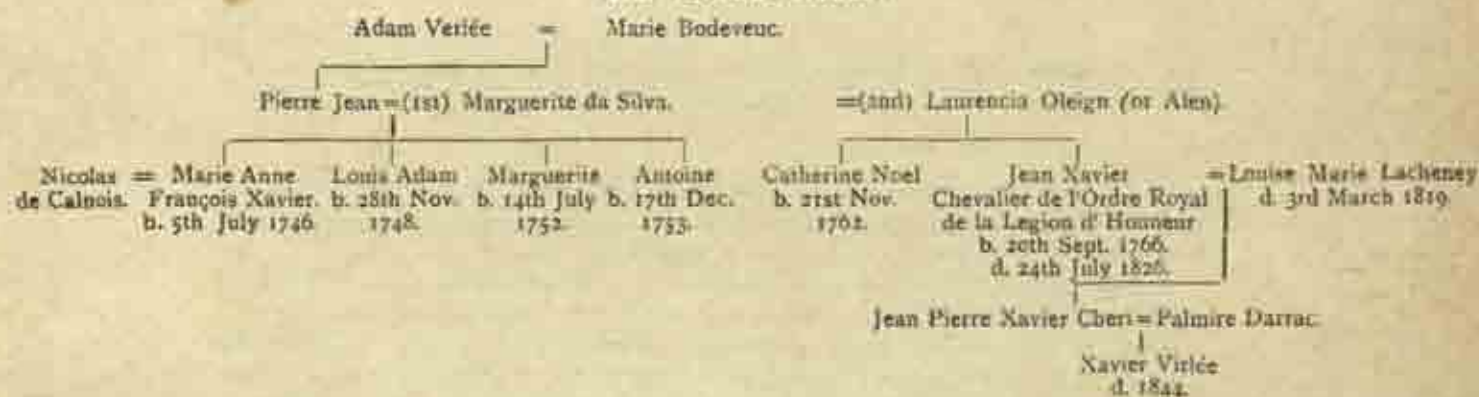 Adam Verlée = Marie Bodeveuc.
Pierre Jean=(1st) Marguerite da Silva. =(2nd) Laurencia Oleign (or Alen).
Nicolas = Marie Anne Louis Adam Marguerite Antoine Catherine Noel Jean Xavier =Louise Marie Lacheney
de Calnois. François Xavier. b. 28th Nov. b. 14th July b. 17th Dec. b. 21st Nov. Chevalier de l'Ordre Royal d. 3rd March 1819.
b. 5th July 1746. 1748. 1752. 1753. 1762. de la Legion d'Honneur
b. 20th Sept. 1766.
d. 24th July 1826.
Jean Pierre Xavier Cheri=Palmire Darrac.
Xavier Virlée
d. 1844.